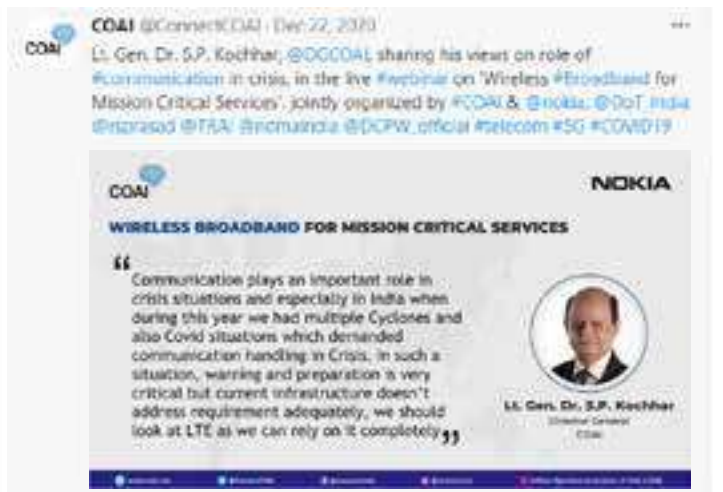 COAI @ConnectCOAI · Dec 22, 2020
COAI
Lt. Gen. Dr. S.P. Kochhar, @DGCOAI, sharing his views on role of
#communication in crisis, in the live #webinar on 'Wireless #Broadband for
Mission Critical Services', jointly organized by #COAI & @nokia. @DoT_India
@rsprasad @TRAI @ndmaindia @DCPW_official #telecom #5G #COVID19
COAI
NOKIA
WIRELESS BROADBAND FOR MISSION CRITICAL SERVICES
“
Communication plays an important role in
crisis situations and especially in India when
during this year we had multiple Cyclones and
also Covid situations which demanded
communication handling in Crisis. In such a
situation, warning and preparation is very
critical but current infrastructure doesn't
address requirement adequately, we should
look at LTE as we can rely on it completely”
Lt. Gen. Dr. S.P. Kochhar
Director General
COAI